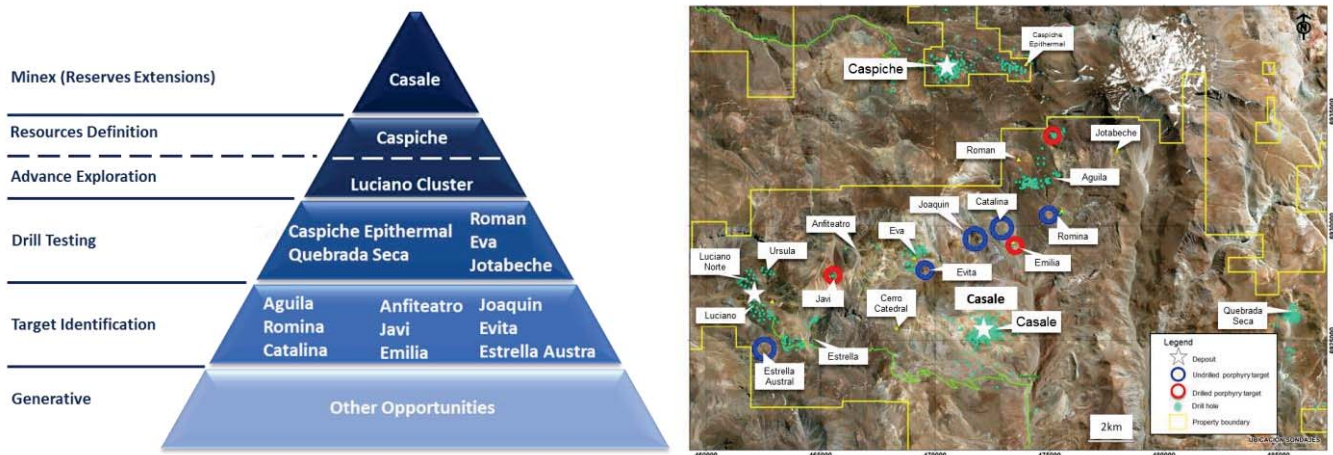 Minex (Reserves Extensions)
Casale
Resources Definition
Caspiche
Advance Exploration
Luciano Cluster
Drill Testing
Caspiche Epithermal
Quebrada Seca
Roman
Eva
Jotabeche
Target Identification
Aguila
Romina
Catalina
Anfiteatro
Javi
Emilia
Joaquin
Evita
Estrella Austra
Generative
Other Opportunities
Caspiche
Caspiche
Epithermal
Jotabeche
Roman
Aguila
Catalina
Joaquin
Anfiteatro
Eva
Romina
Ursula
Luciano
Norte
Evita
Emilia
Javi
Cerro
Catedral
Casale
Casale
Quebrada
Seca
Luciano
Estrella
Estrella
Austral
Legend
Deposit
Undrilled porphyry target
Drilled porphyry target
Drill hole
Property boundary
2km
UBICACIÓN SONDAJES